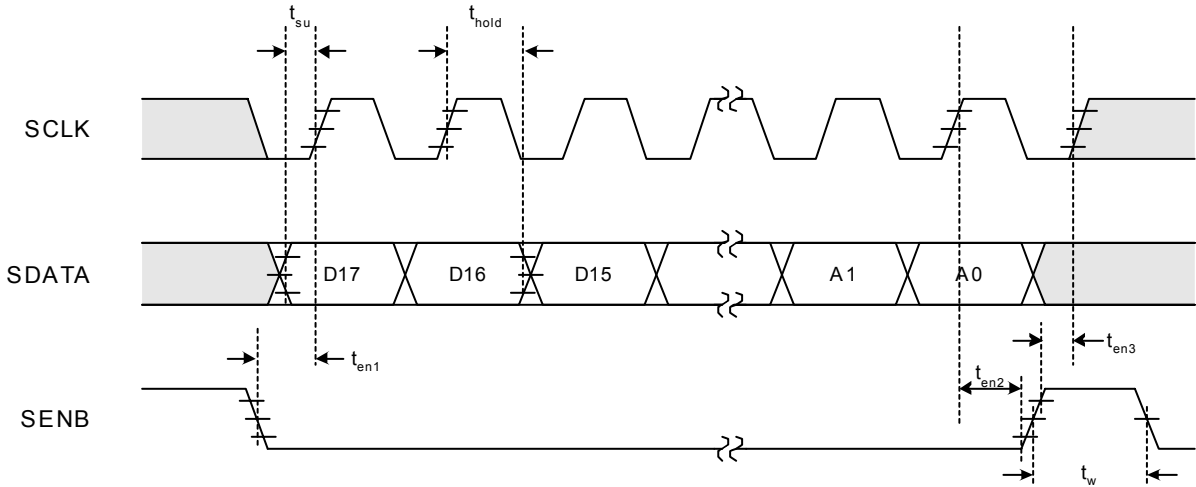 tsu
thold
SCLK
SDATA
D17
D16
D15
A1
A0
ten1
ten3
ten2
SENB
tw